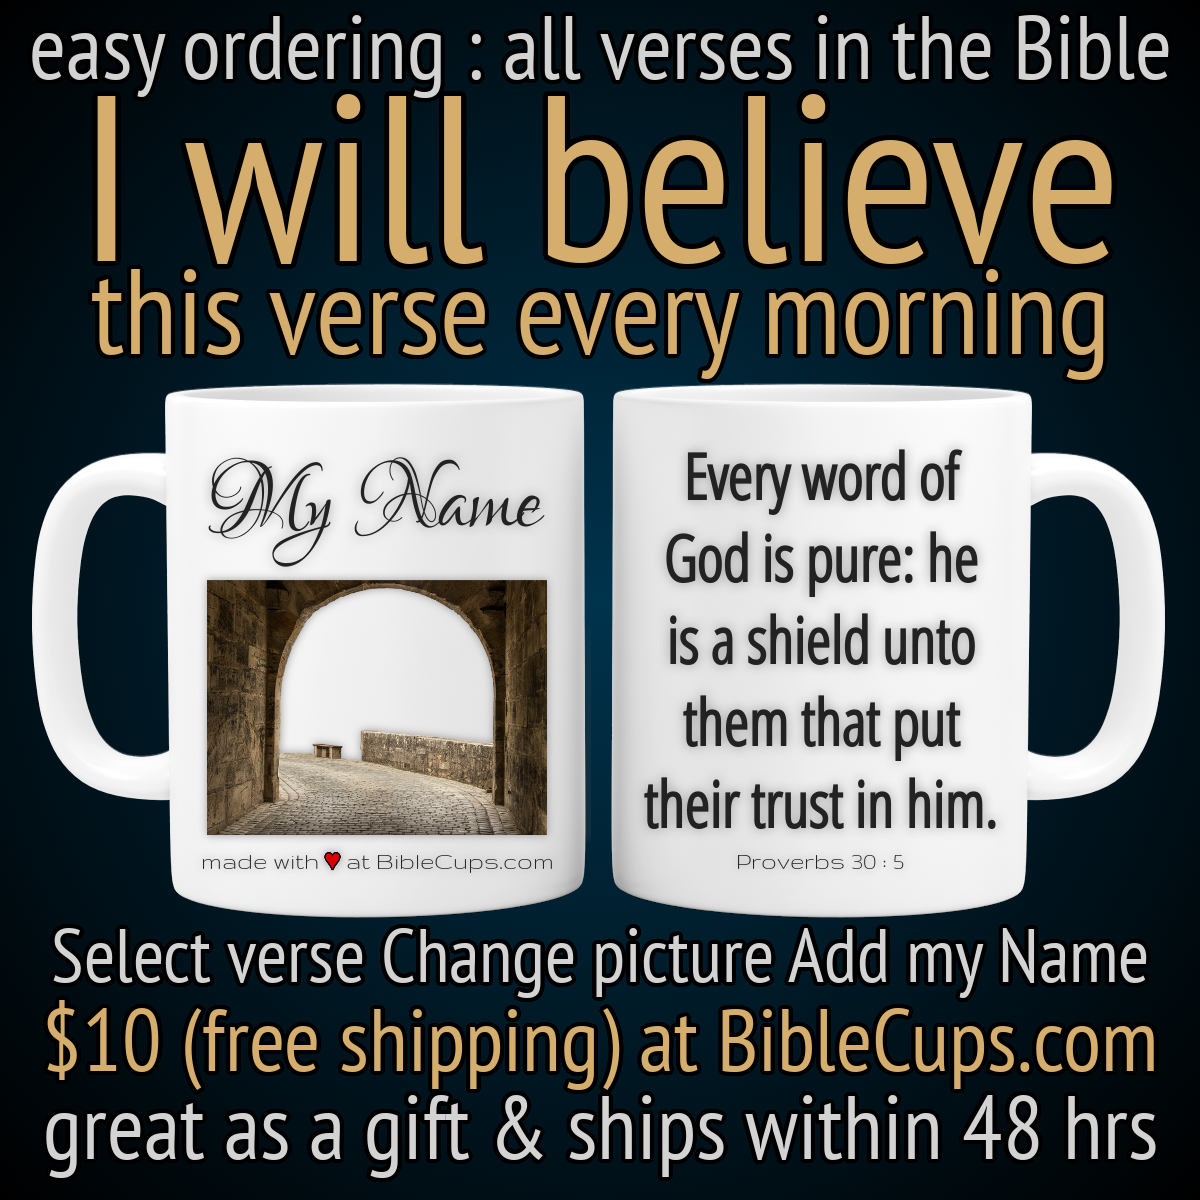 easy ordering : all verses in the Bible
I will believe
this verse every morning
My Name
made with ♥ at BibleCups.com
Every word of
God is pure: he
is a shield unto
them that put
their trust in him.
Proverbs 30 : 5
Select verse Change picture Add my Name
$10 (free shipping) at BibleCups.com
great as a gift & ships within 48 hrs